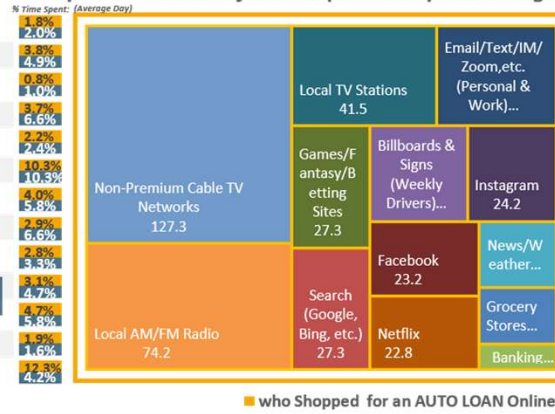 % Time Spent: (Average Day)
1.8%
2.0%
3.8%
4.9%
0.8%
1.0%
3.7%
6.6%
2.2%
2.4%
10.3%
10.3%
4.0%
5.8%
2.9%
6.6%
2.8%
3.3%
3.1%
4.7%
4.7%
5.8%
1.9%
1.6%
12.3%
4.2%
Non-Premium Cable TV
Networks
127.3
Local AM/FM Radio
74.2
Local TV Stations
41.5
Email/Text/IM/
Zoom,etc.
(Personal &
Work)...
Games/F
antasy/B
etting
Sites
27.3
Billboards &
Signs
(Weekly
Drivers)...
Instagram
24.2
Search
(Google,
Bing, etc.)
27.3
Facebook
23.2
Netflix
22.8
News/W
eather...
Grocery
Stores...
Banking...
who Shopped for an AUTO LOAN Online